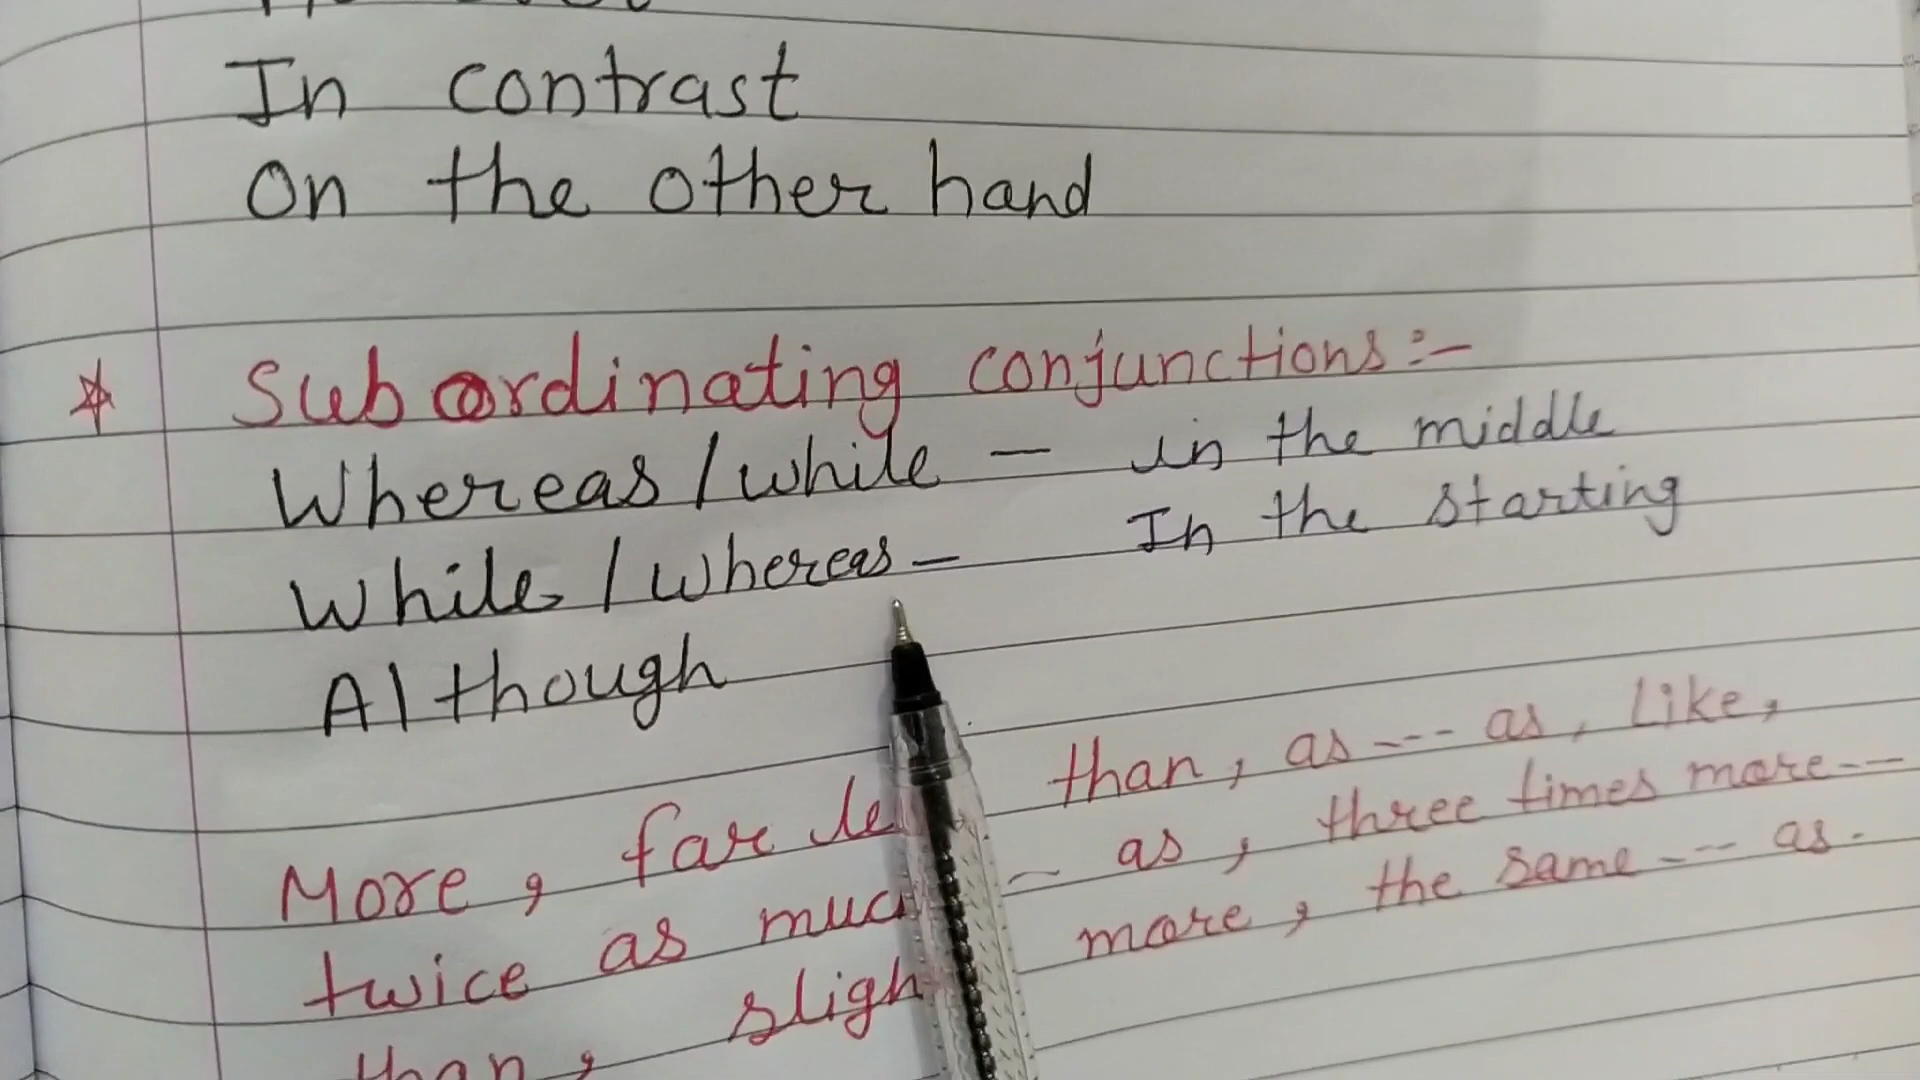 In contrast
On the other hand
* Subordinating conjunctions:-
Whereas / while — in the middle
While / whereas — In the starting
Although
More, far than, as --- as, like,
twice as as, three times more---
than, more, the same --- as.